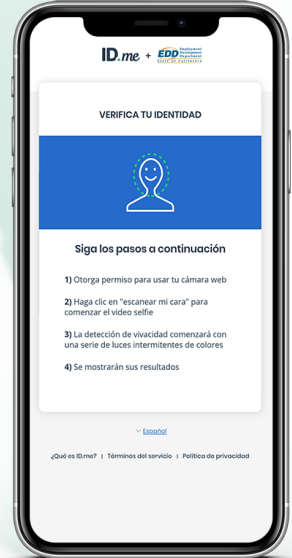 ID.me + EDD Employment
Development
Department
State of California
VERIFICA TU IDENTIDAD
Siga los pasos a continuación
1) Otorga permiso para usar tu cámara web
2) Haga clic en "escanear mi cara" para
comenzar el video selfie
3) La detección de vivacidad comenzará con
una serie de luces intermitentes de colores
4) Se mostrarán sus resultados
Español
¿Qué es ID.me? | Términos del servicio | Política de privacidad